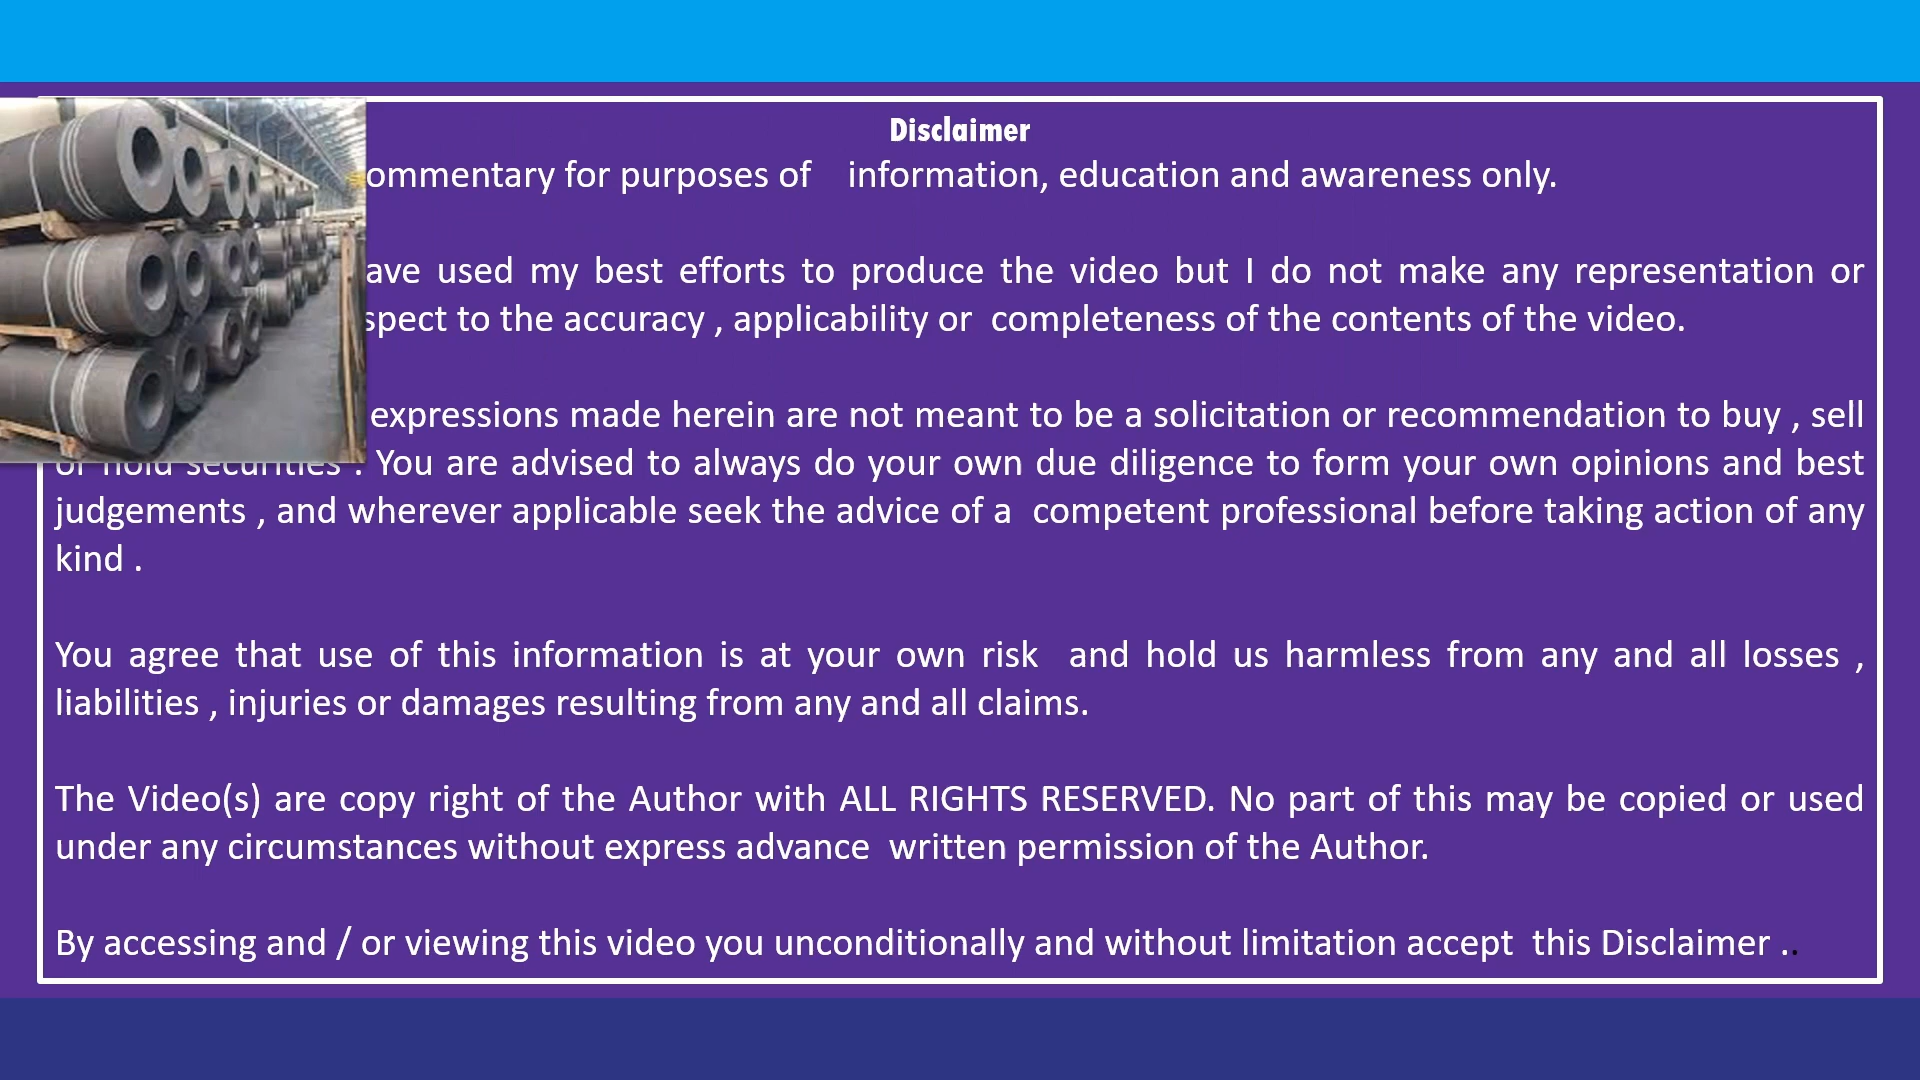 Disclaimer
ommentary for purposes of information, education and awareness only.
ave used my best efforts to produce the video but I do not make any representation or
spect to the accuracy , applicability or completeness of the contents of the video.
expressions made herein are not meant to be a solicitation or recommendation to buy , sell
or hold securities . You are advised to always do your own due diligence to form your own opinions and best
judgements , and wherever applicable seek the advice of a competent professional before taking action of any
kind .
You agree that use of this information is at your own risk and hold us harmless from any and all losses ,
liabilities , injuries or damages resulting from any and all claims.
The Video(s) are copy right of the Author with ALL RIGHTS RESERVED. No part of this may be copied or used
under any circumstances without express advance written permission of the Author.
By accessing and / or viewing this video you unconditionally and without limitation accept this Disclaimer ..